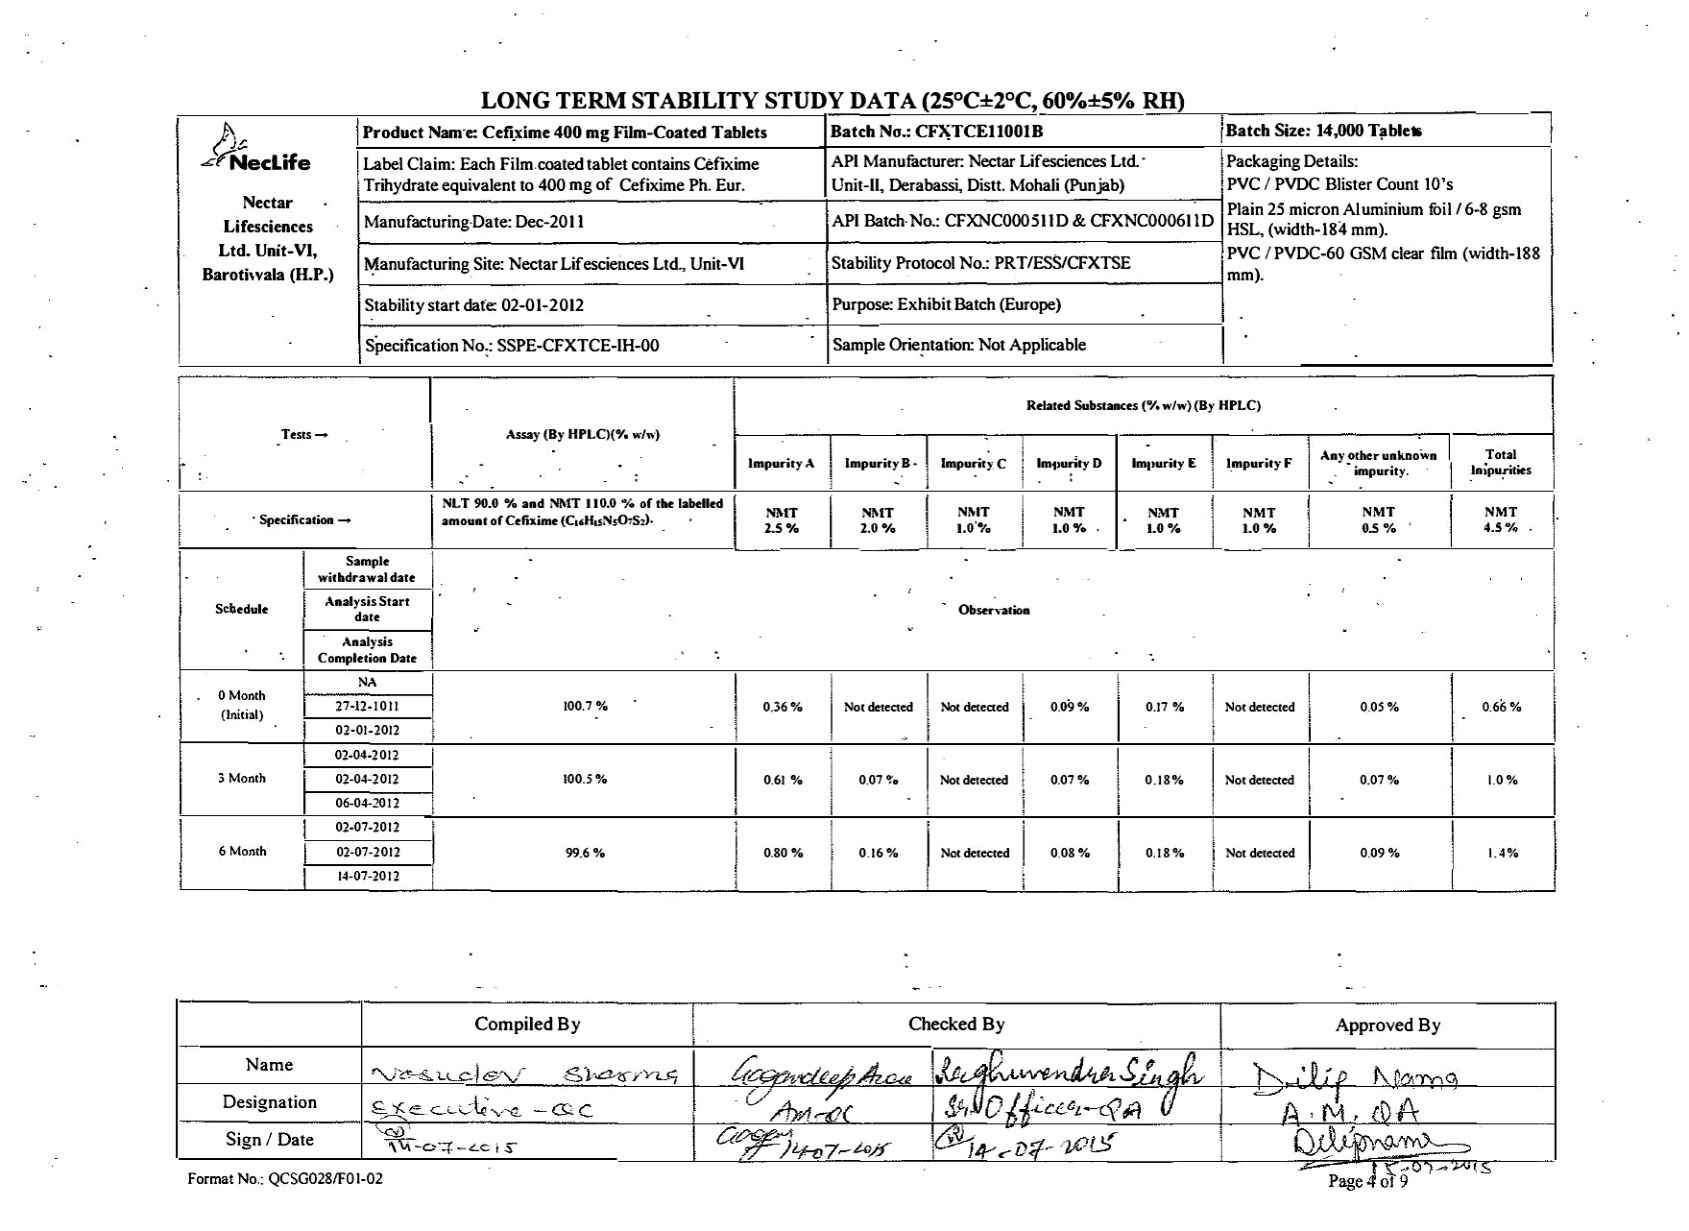 LONG TERM STABILITY STUDY DATA (25°C±2°C, 60%±5% RH)
NecLife
Nectar
Lifesciences
Ltd. Unit-VI,
Barotiwala (H.P.)
Product Name: Cefixime 400 mg Film-Coated Tablets
Batch No.: CFXTCE11001B
Batch Size: 14,000 Tablets
Label Claim: Each Film coated tablet contains Cefixime
Trihydrate equivalent to 400 mg of Cefixime Ph. Eur.
API Manufacturer: Nectar Lifesciences Ltd.
Unit-II, Derabassi, Distt. Mohali (Punjab)
Packaging Details:
PVC / PVDC Blister Count 10's
Plain 25 micron Aluminium foil / 6-8 gsm
HSL, (width-184 mm).
PVC / PVDC-60 GSM clear film (width-188
mm).
Manufacturing Date: Dec-2011
API Batch No.: CFXNC000511D & CFXNC000611D
Manufacturing Site: Nectar Lifesciences Ltd., Unit-VI
Stability Protocol No.: PRT/ESS/CFXTSE
Stability start date: 02-01-2012
Purpose: Exhibit Batch (Europe)
Specification No.: SSPE-CFXTCE-IH-00
Sample Orientation: Not Applicable
Tests →
Assay (By HPLC)(% w/w)
Related Substances (% w/w) (By HPLC)
Impurity A
Impurity B
Impurity C
Impurity D
Impurity E
Impurity F
Any other unknown
impurity.
Total
Impurities
Specification →
NLT 90.0 % and NMT 110.0 % of the labelled
amount of Cefixime (C16H15N5O7S2).
NMT
2.5 %
NMT
2.0 %
NMT
1.0 %
NMT
1.0 %
NMT
1.0 %
NMT
1.0 %
NMT
0.5 %
NMT
4.5 %
Schedule
Sample
withdrawal date
Analysis Start
date
Analysis
Completion Date
Observation
0 Month
(Initial)
NA
27-12-1011
02-01-2012
100.7 %
0.36 %
Not detected
Not detected
0.09 %
0.17 %
Not detected
0.05 %
0.66 %
3 Month
02-04-2012
02-04-2012
06-04-2012
100.5 %
0.61 %
0.07 %
Not detected
0.07 %
0.18%
Not detected
0.07 %
1.0 %
6 Month
02-07-2012
02-07-2012
14-07-2012
99.6 %
0.80 %
0.16 %
Not detected
0.08 %
0.18%
Not detected
0.09 %
1.4%
Compiled By
Checked By
Approved By
Name
Vasudev Sharma
Gagandeep Arora
Raghuvendra Singh
Dilip Nama
Designation
Executive-QC
AM-QC
Sr. Officer-QA
A.M. QA
Sign / Date
14-07-2015
14-07-2015
14-07-2015
Dilipnama
15-07-2015
Format No.: QCSG028/F01-02
Page 4 of 9